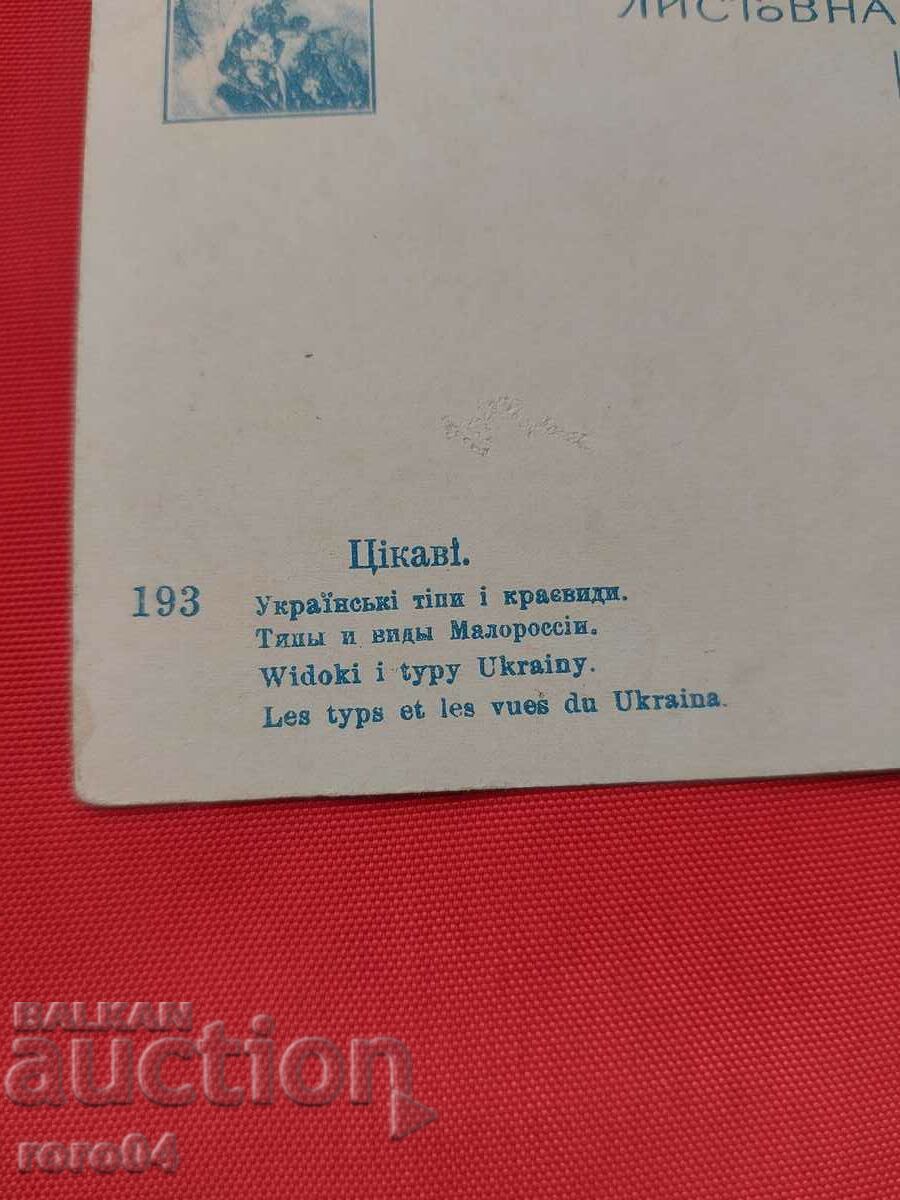 ЛИСТОВНА
Цікаві.
193
Українські тіпи і краєвиди.
Типы и виды Малороссіи.
Widoki i typy Ukrainy.
Les typs et les vues du Ukraina.
BALKAN
auction
roro04